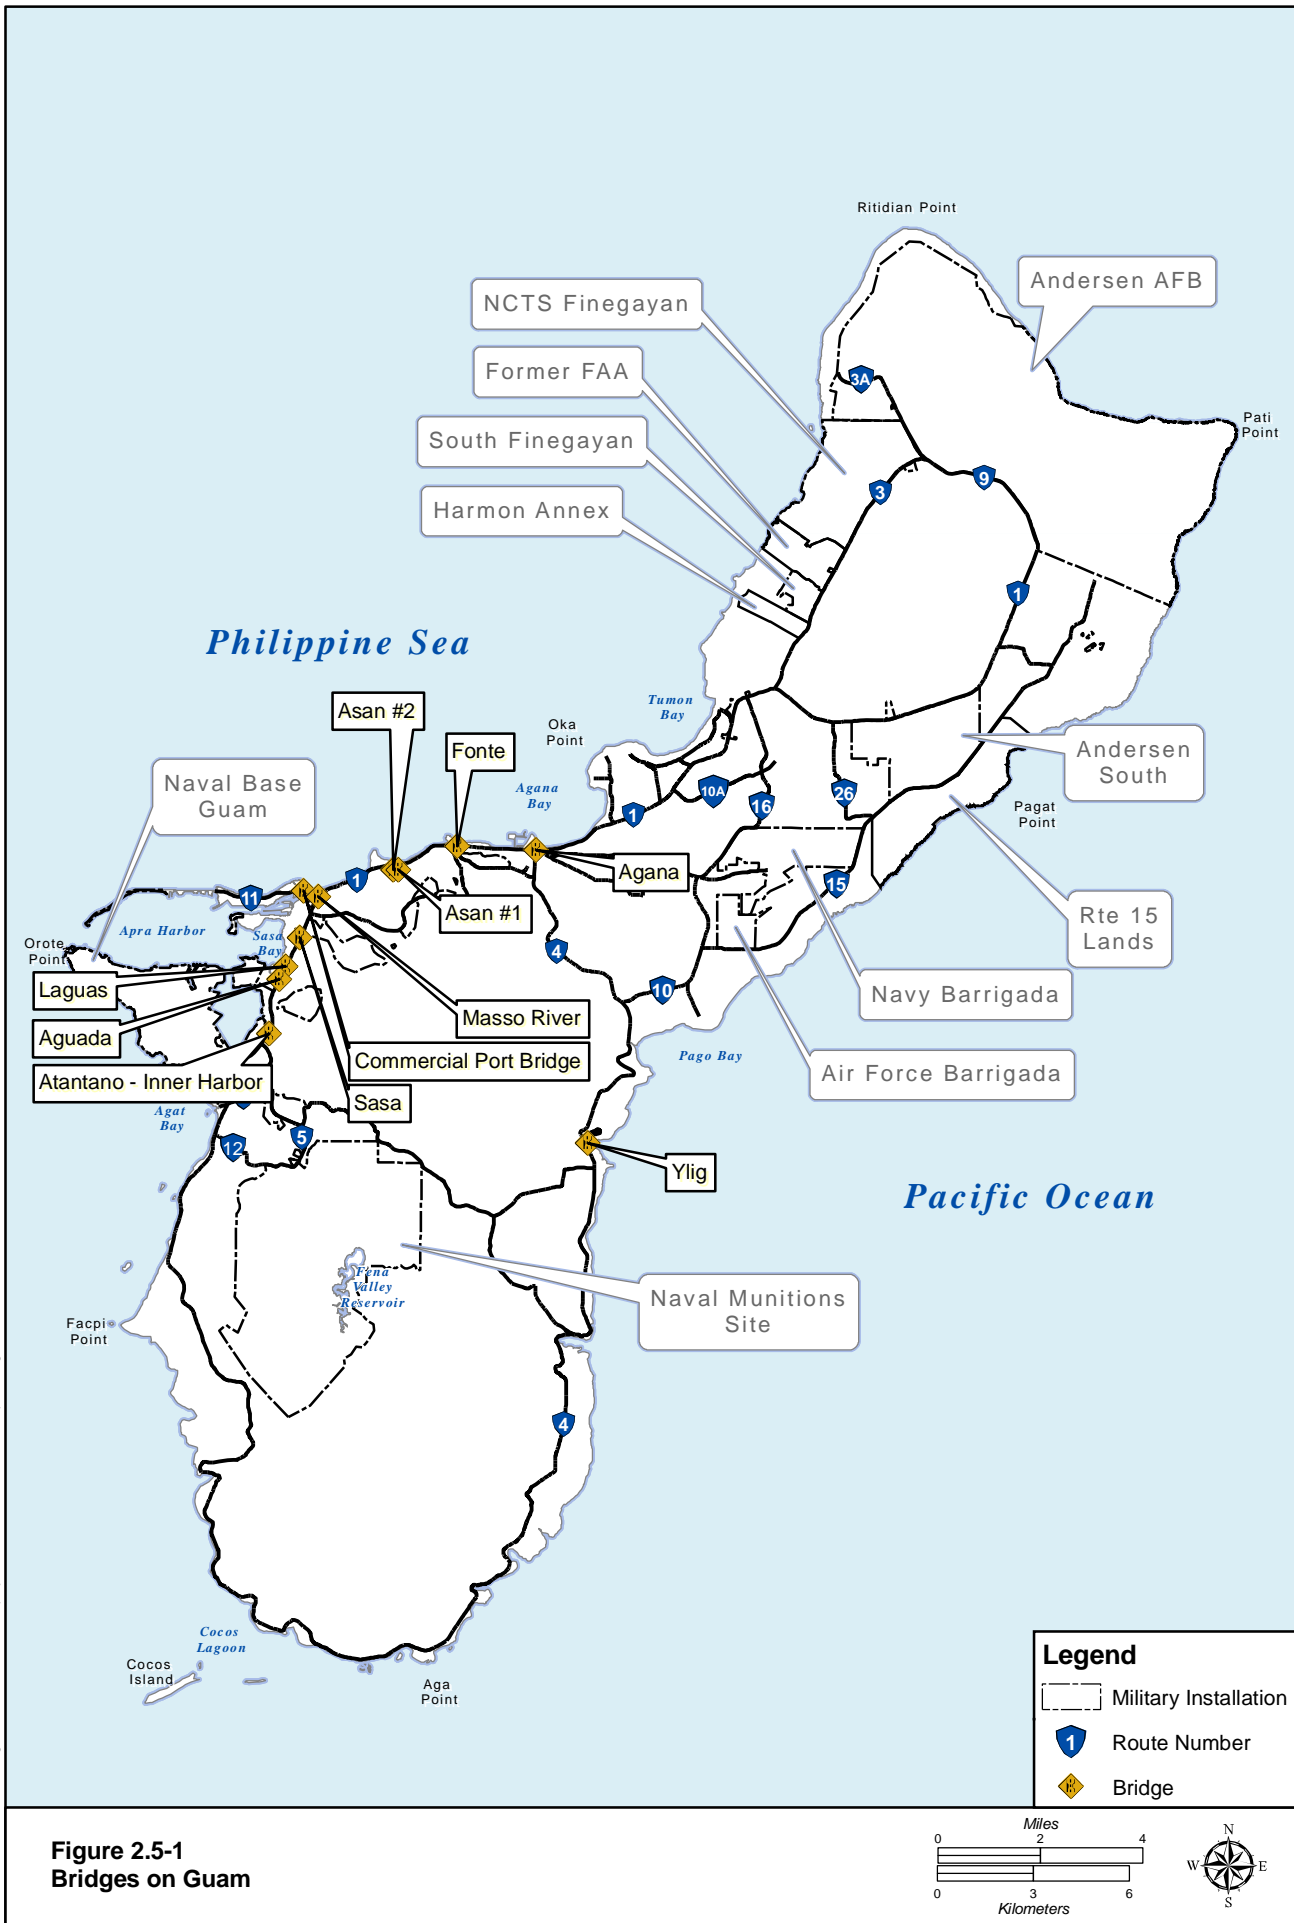 Ritidian Point
Andersen AFB
NCTS Finegayan
Former FAA
3A
South Finegayan
Pati
Point
9
3
Harmon Annex
1
Philippine Sea
Tumon
Bay
Asan #2
Oka
Point
Fonte
Andersen
South
Naval Base
Guam
Agana
Bay
10A
16
26
Pagat
Point
1
Agana
1
15
11
Asan #1
Rte 15
Lands
Apra Harbor
Sasa
Bay
Orote
Point
4
Laguas
10
Navy Barrigada
Masso River
Aguada
Pago Bay
Commercial Port Bridge
Air Force Barrigada
Atantano - Inner Harbor
Sasa
Agat
Bay
5
12
Ylig
Pacific Ocean
Fena
Valley
Reservoir
Naval Munitions
Site
Facpi
Point
4
Cocos
Lagoon
Cocos
Island
Aga
Point
Legend
Military Installation
1
Route Number
Bridge
Figure 2.5-1
Bridges on Guam
Miles
0 2 4
0 3 6
Kilometers
N
W E
S